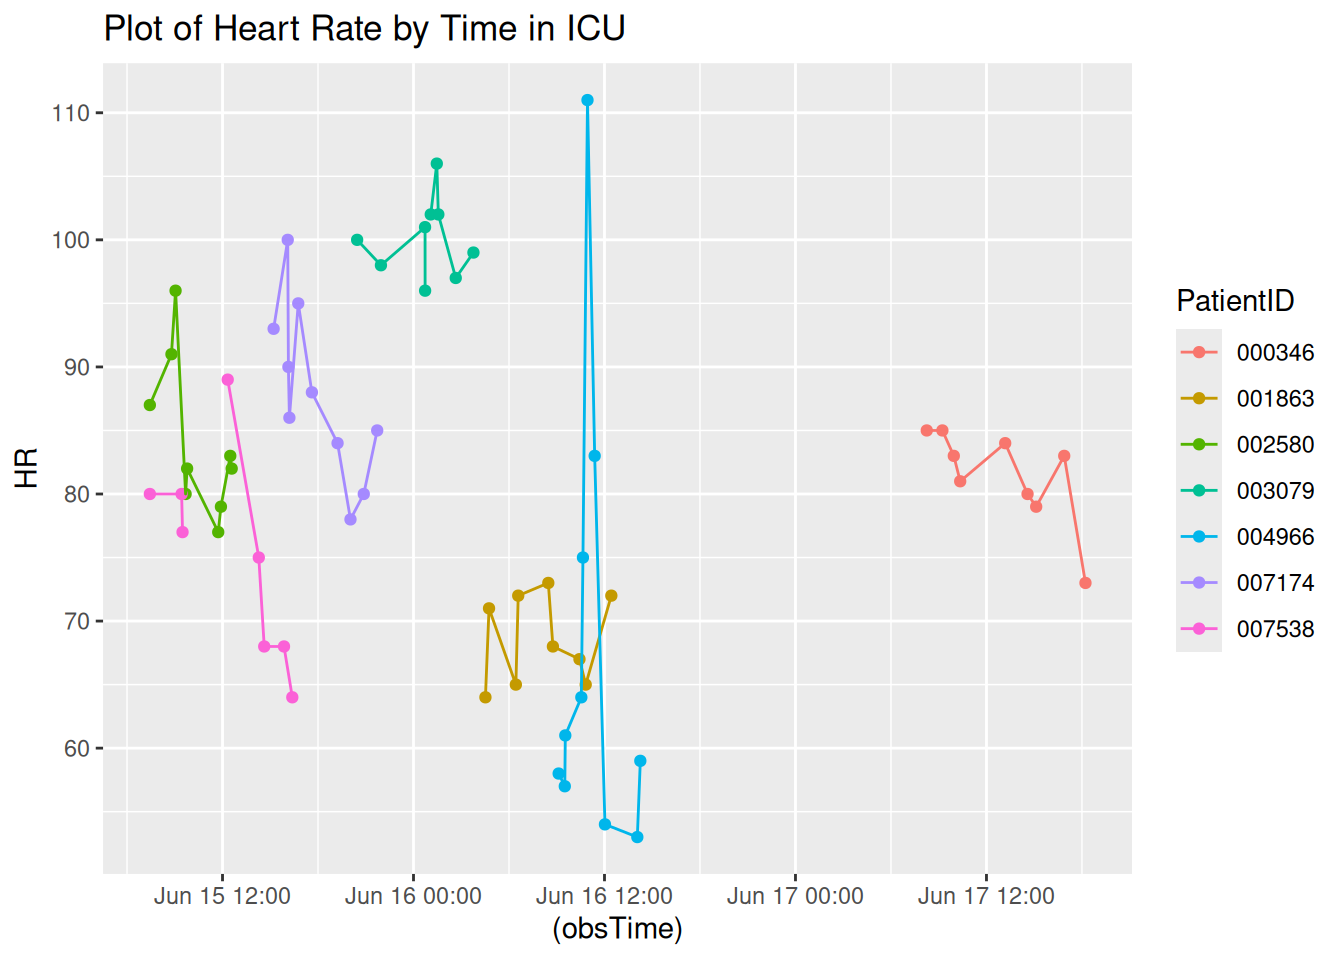 Plot of Heart Rate by Time in ICU
110
100
90
80
70
60
HR
Jun 15 12:00
Jun 16 00:00
Jun 16 12:00
Jun 17 00:00
Jun 17 12:00
(obsTime)
PatientID
000346
001863
002580
003079
004966
007174
007538